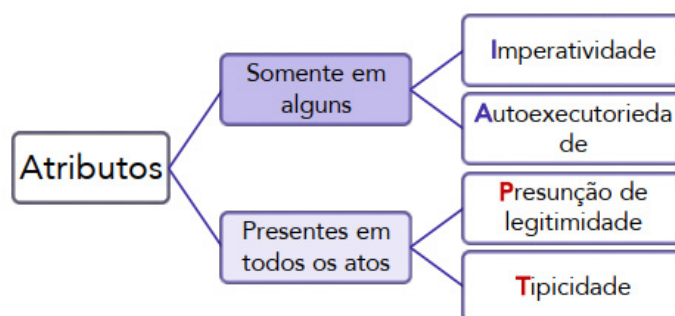 Atributos
Somente em
alguns
Imperatividade
Autoexecutorieda
de
Presentes em
todos os atos
Presunção de
legitimidade
Tipicidade